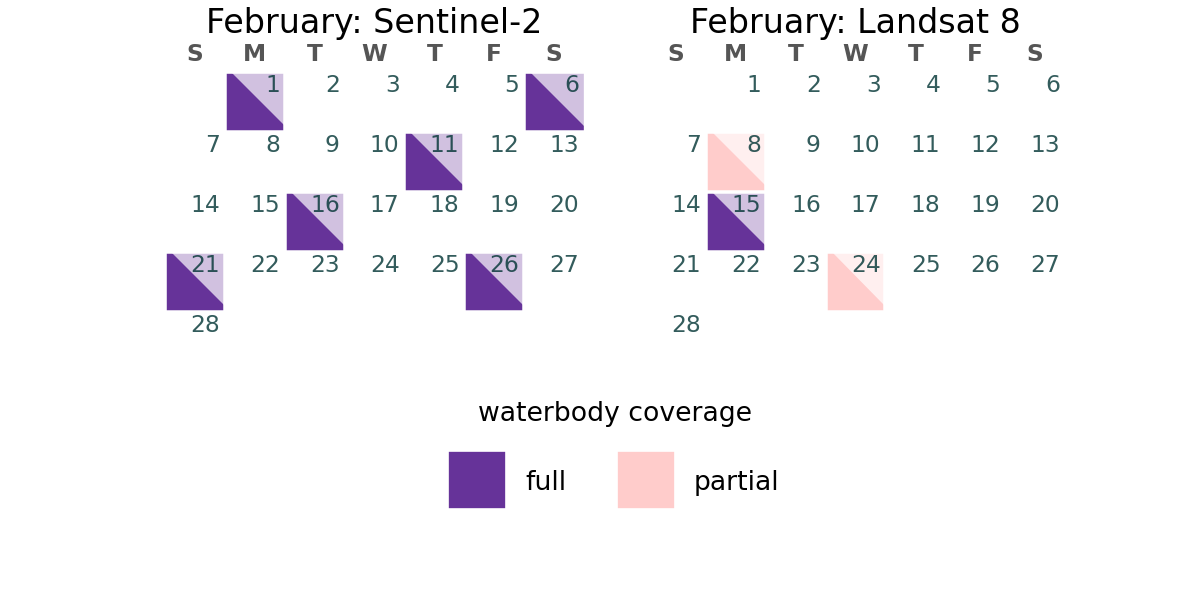 February: Sentinel-2
S M T W T F S
1 2 3 4 5 6
7 8 9 10 11 12 13
14 15 16 17 18 19 20
21 22 23 24 25 26 27
28
February: Landsat 8
S M T W T F S
1 2 3 4 5 6
7 8 9 10 11 12 13
14 15 16 17 18 19 20
21 22 23 24 25 26 27
28
waterbody coverage
full partial